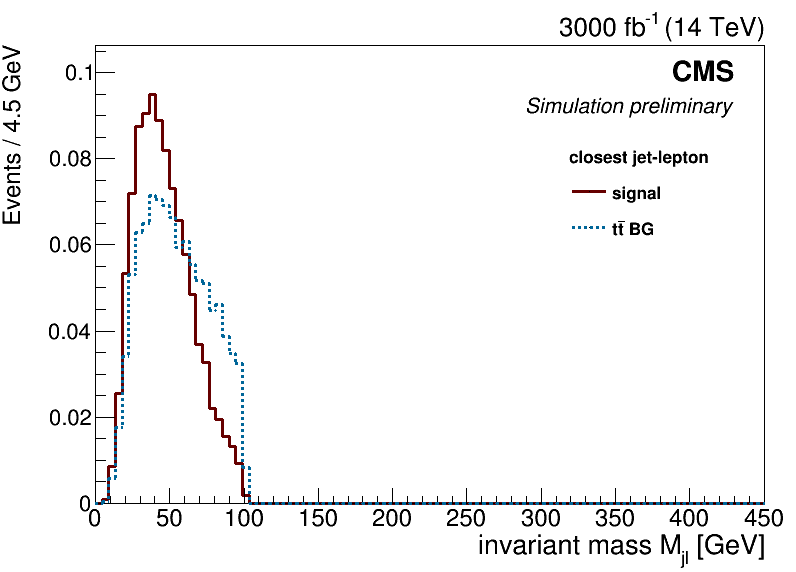 3000 fb⁻¹ (14 TeV)
CMS
Simulation preliminary
closest jet-lepton
signal
tt̄ BG
Events / 4.5 GeV
0.1
0.08
0.06
0.04
0.02
0
0 50 100 150 200 250 300 350 400 450
invariant mass M_jl [GeV]